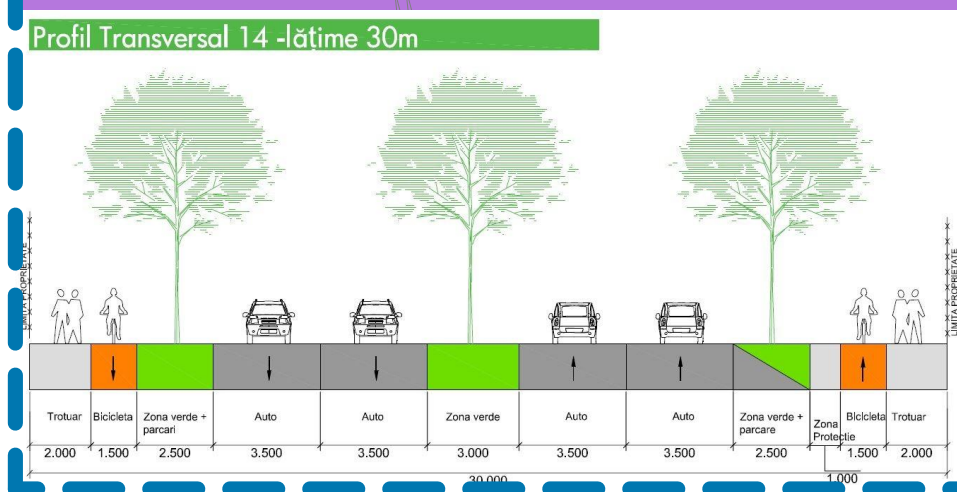 Profil Transversal 14 -lățime 30m
LIMITA PROPRIETATE
LIMITA PROPRIETATE
Trotuar
Bicicleta
Zona verde +
parcari
Auto
Auto
Zona verde
Auto
Auto
Zona verde +
parcare
Zona
Protectie
Bicicleta
Trotuar
2.000
1.500
2.500
3.500
3.500
3.000
3.500
3.500
2.500
1.500
2.000
1.000
30.000